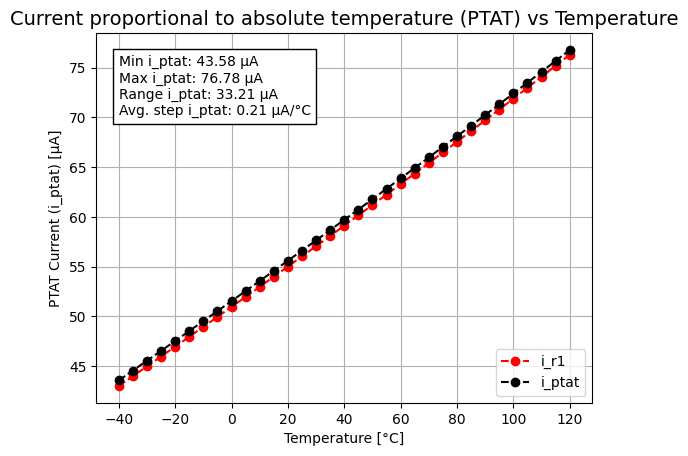 Current proportional to absolute temperature (PTAT) vs Temperature
Min i_ptat: 43.58 μA
Max i_ptat: 76.78 μA
Range i_ptat: 33.21 μA
Avg. step i_ptat: 0.21 μA/°C
PTAT Current (i_ptat) [μA]
75
70
65
60
55
50
45
i_r1
i_ptat
−40
−20
0
20
40
60
80
100
120
Temperature [°C]